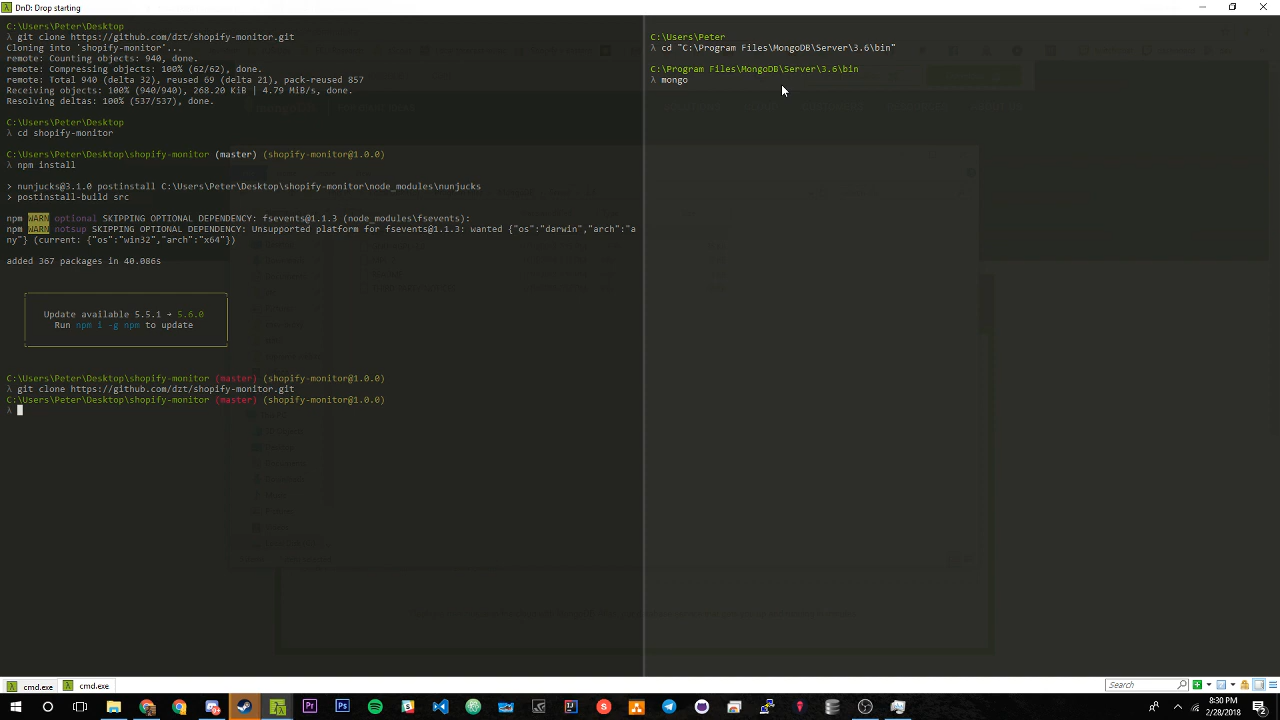 DnD: Drop starting
C:\Users\Peter\Desktop
λ git clone https://github.com/dzt/shopify-monitor.git
Cloning into 'shopify-monitor'...
remote: Counting objects: 940, done.
remote: Compressing objects: 100% (62/62), done.
remote: Total 940 (delta 32), reused 69 (delta 21), pack-reused 857
Receiving objects: 100% (940/940), 268.20 KiB | 4.79 MiB/s, done.
Resolving deltas: 100% (537/537), done.
C:\Users\Peter\Desktop
λ cd shopify-monitor
C:\Users\Peter\Desktop\shopify-monitor (master) (shopify-monitor@1.0.0)
λ npm install
> nunjucks@3.1.0 postinstall C:\Users\Peter\Desktop\shopify-monitor\node_modules\nunjucks
> postinstall-build src
npm WARN optional SKIPPING OPTIONAL DEPENDENCY: fsevents@1.1.3 (node_modules\fsevents):
npm WARN notsup SKIPPING OPTIONAL DEPENDENCY: Unsupported platform for fsevents@1.1.3: wanted {"os":"darwin","arch":"a
ny"} (current: {"os":"win32","arch":"x64"})
added 367 packages in 40.086s
Update available 5.5.1 → 5.6.0
Run npm i -g npm to update
C:\Users\Peter\Desktop\shopify-monitor (master) (shopify-monitor@1.0.0)
λ git clone https://github.com/dzt/shopify-monitor.git
C:\Users\Peter\Desktop\shopify-monitor (master) (shopify-monitor@1.0.0)
λ
C:\Users\Peter
λ cd "C:\Program Files\MongoDB\Server\3.6\bin"
C:\Program Files\MongoDB\Server\3.6\bin
λ mongo
cmd.exe
cmd.exe
Search
8:30 PM
2/28/2018